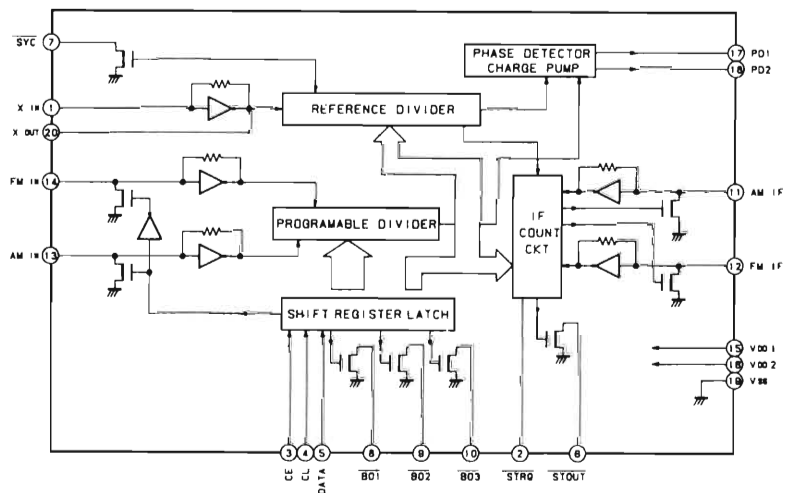 SYC 7
PHASE DETECTOR
CHARGE PUMP
17 PD1
18 PD2
X IN 1
REFERENCE DIVIDER
X OUT 20
FM IN 14
11 AM IF
IF
COUNT
CKT
PROGRAMABLE DIVIDER
AM IN 13
12 FM IF
SHIFT REGISTER LATCH
15 VDD1
16 VDD2
19 VSS
3 4 5 8 9 10 2 6
CE CL DATA BO1 BO2 BO3 STRQ STOUT